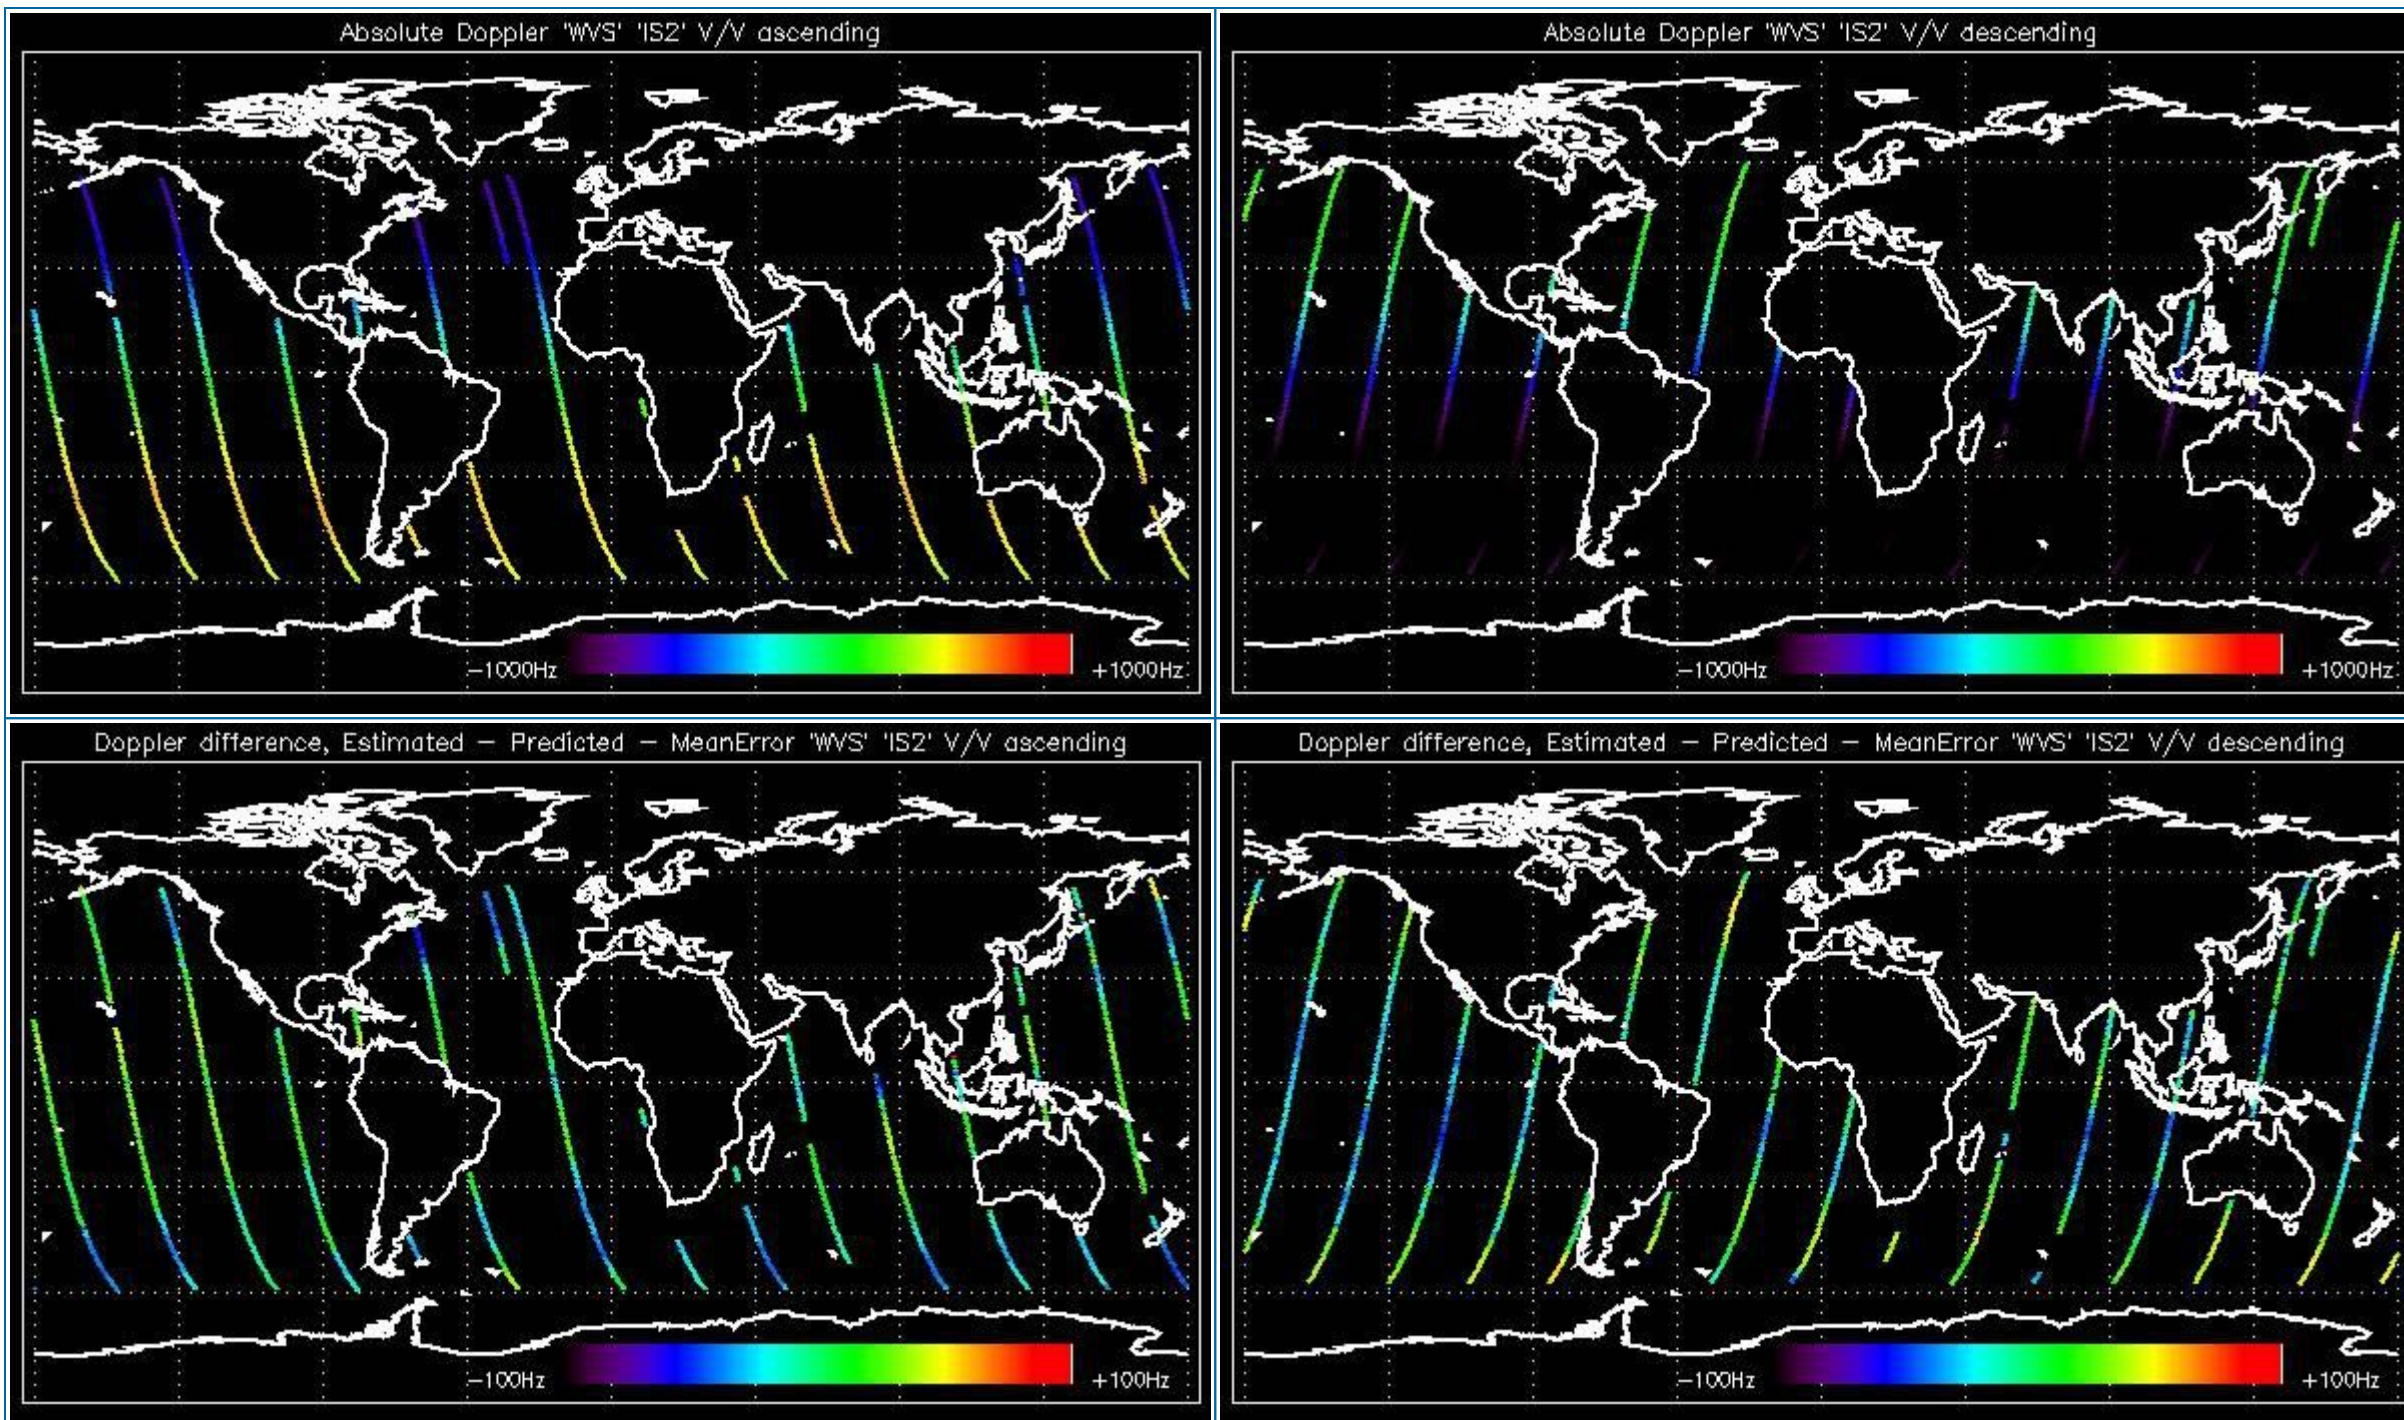 Absolute Doppler 'WVS' 'IS2' V/V ascending
−1000Hz
+1000Hz
Absolute Doppler 'WVS' 'IS2' V/V descending
−1000Hz
+1000Hz
Doppler difference, Estimated − Predicted − MeanError 'WVS' 'IS2' V/V ascending
−100Hz
+100Hz
Doppler difference, Estimated − Predicted − MeanError 'WVS' 'IS2' V/V descending
−100Hz
+100Hz